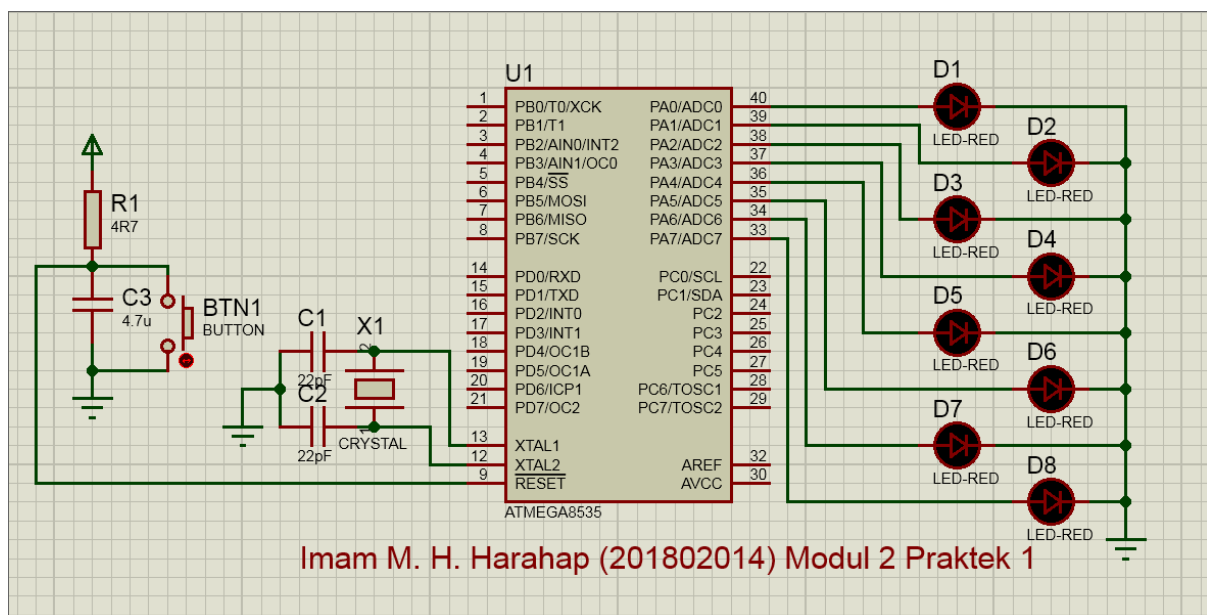 U1
1 PB0/T0/XCK PA0/ADC0 40
2 PB1/T1 PA1/ADC1 39
3 PB2/AIN0/INT2 PA2/ADC2 38
4 PB3/AIN1/OC0 PA3/ADC3 37
5 PB4/SS PA4/ADC4 36
6 PB5/MOSI PA5/ADC5 35
7 PB6/MISO PA6/ADC6 34
8 PB7/SCK PA7/ADC7 33
14 PD0/RXD PC0/SCL 22
15 PD1/TXD PC1/SDA 23
16 PD2/INT0 PC2 24
17 PD3/INT1 PC3 25
18 PD4/OC1B PC4 26
19 PD5/OC1A PC5 27
20 PD6/ICP1 PC6/TOSC1 28
21 PD7/OC2 PC7/TOSC2 29
13 XTAL1
12 XTAL2 AREF 32
9 RESET AVCC 30
ATMEGA8535
R1
4R7
C3
4.7u
BTN1
BUTTON
C1
22pF
C2
22pF
X1
2
1
CRYSTAL
D1
LED-RED
D2
LED-RED
D3
LED-RED
D4
LED-RED
D5
LED-RED
D6
LED-RED
D7
LED-RED
D8
LED-RED
Imam M. H. Harahap (201802014) Modul 2 Praktek 1